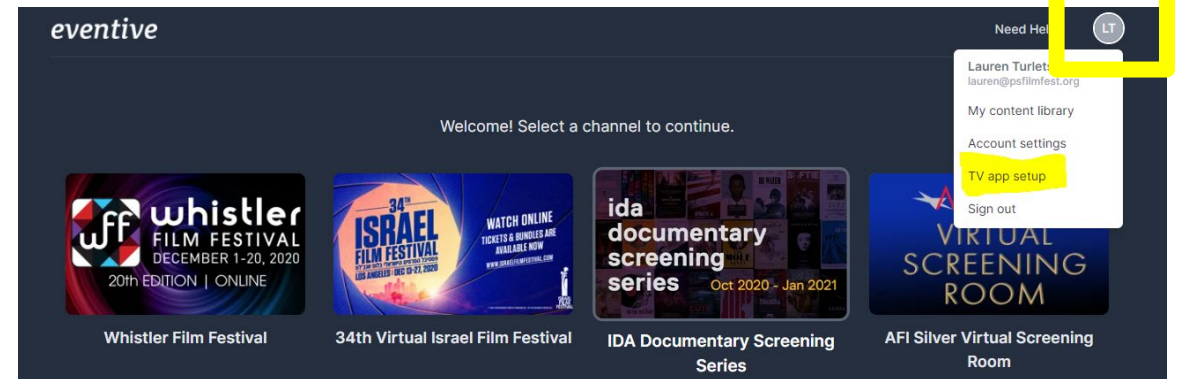 eventive
Need Hel
LT
Lauren Turlets
lauren@psfilmfest.org
My content library
Account settings
TV app setup
Sign out
Welcome! Select a channel to continue.
whistler
FILM FESTIVAL
DECEMBER 1-20, 2020
20th EDITION | ONLINE
34TH
ISRAEL
FILM FESTIVAL
LOS ANGELES DEC 13-27, 2020
WATCH ONLINE
TICKETS & BUNDLES ARE
AVAILABLE NOW
WWW.ISRAELFILMFESTIVAL.COM
ida
documentary
screening
series Oct 2020 - Jan 2021
VIRTUAL
SCREENING
ROOM
Whistler Film Festival
34th Virtual Israel Film Festival
IDA Documentary Screening
Series
AFI Silver Virtual Screening
Room